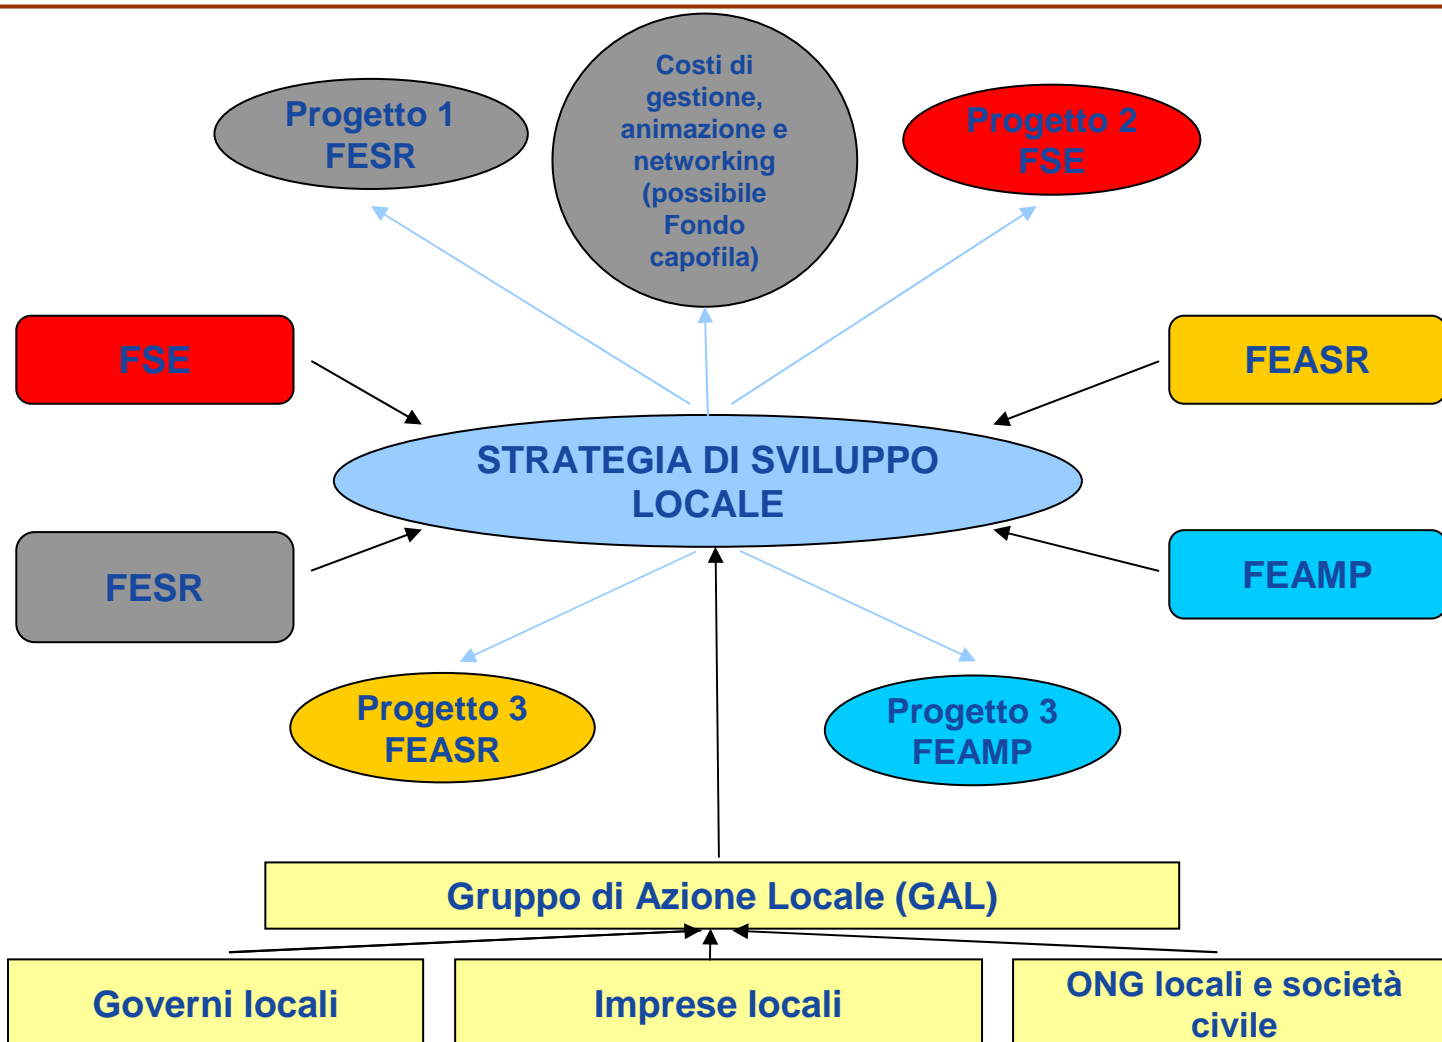 Costi di
gestione,
animazione e
networking
(possibile
Fondo
capofila)
Progetto 1
FESR
Progetto 2
FSE
FSE
FEASR
STRATEGIA DI SVILUPPO
LOCALE
FESR
FEAMP
Progetto 3
FEASR
Progetto 3
FEAMP
Gruppo di Azione Locale (GAL)
Governi locali
Imprese locali
ONG locali e società
civile